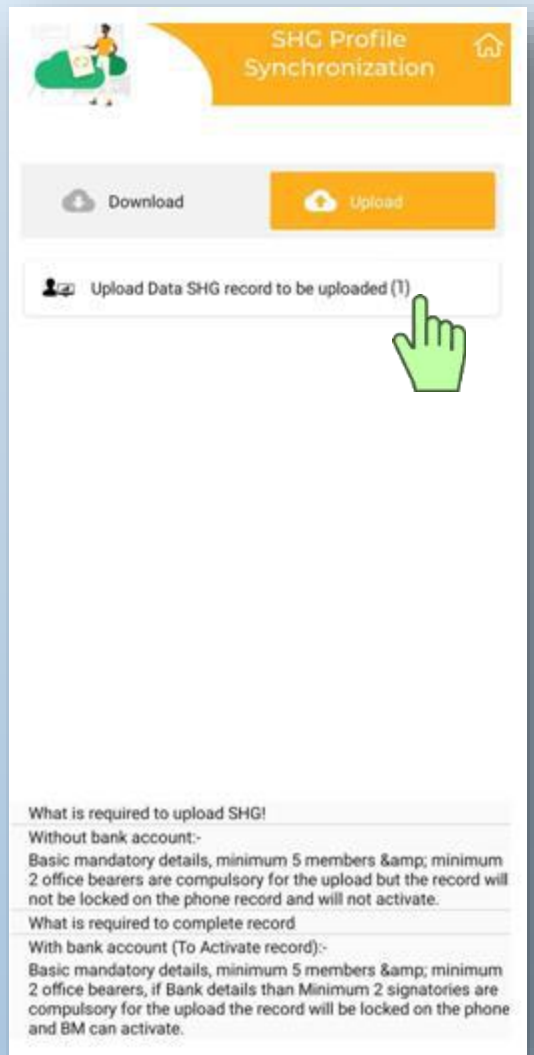 SHG Profile
Synchronization
Download
Upload
Upload Data SHG record to be uploaded (1)
What is required to upload SHG!
Without bank account:-
Basic mandatory details, minimum 5 members &amp; minimum
2 office bearers are compulsory for the upload but the record will
not be locked on the phone record and will not activate.
What is required to complete record
With bank account (To Activate record):-
Basic mandatory details, minimum 5 members &amp; minimum
2 office bearers, if Bank details than Minimum 2 signatories are
compulsory for the upload the record will be locked on the phone
and BM can activate.